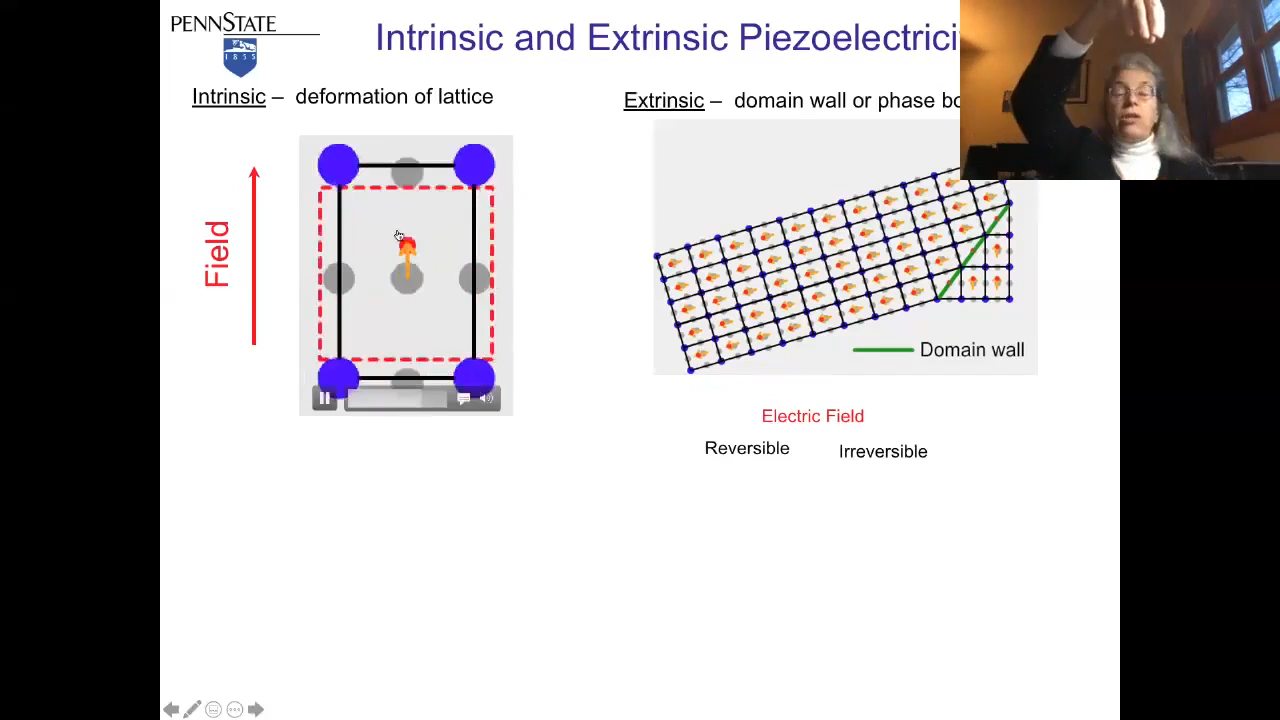 PENNSTATE
1855
Intrinsic and Extrinsic Piezoelectrici
Intrinsic – deformation of lattice
Extrinsic – domain wall or phase bo
Field
Domain wall
Electric Field
Reversible
Irreversible